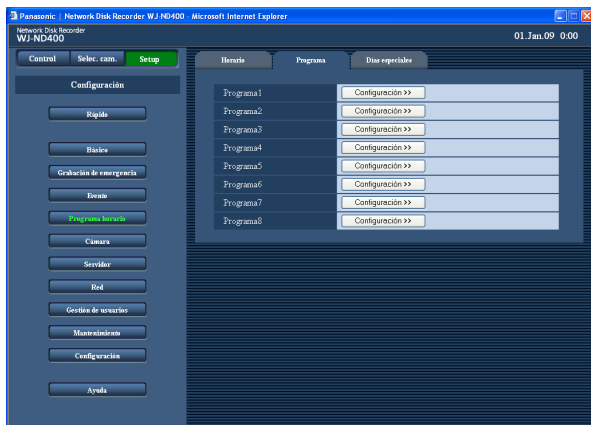 Panasonic | Network Disk Recorder WJ-ND400 - Microsoft Internet Explorer
Network Disk Recorder
WJ-ND400
01.Jan.09 0:00
Control Selec. cam. Setup
Horario Programa Días especiales
Configuración
Rápido
Básico
Grabación de emergencia
Evento
Programa horario
Cámara
Servidor
Red
Gestión de usuarios
Mantenimiento
Configuración
Ayuda
Programa1 Configuración >>
Programa2 Configuración >>
Programa3 Configuración >>
Programa4 Configuración >>
Programa5 Configuración >>
Programa6 Configuración >>
Programa7 Configuración >>
Programa8 Configuración >>